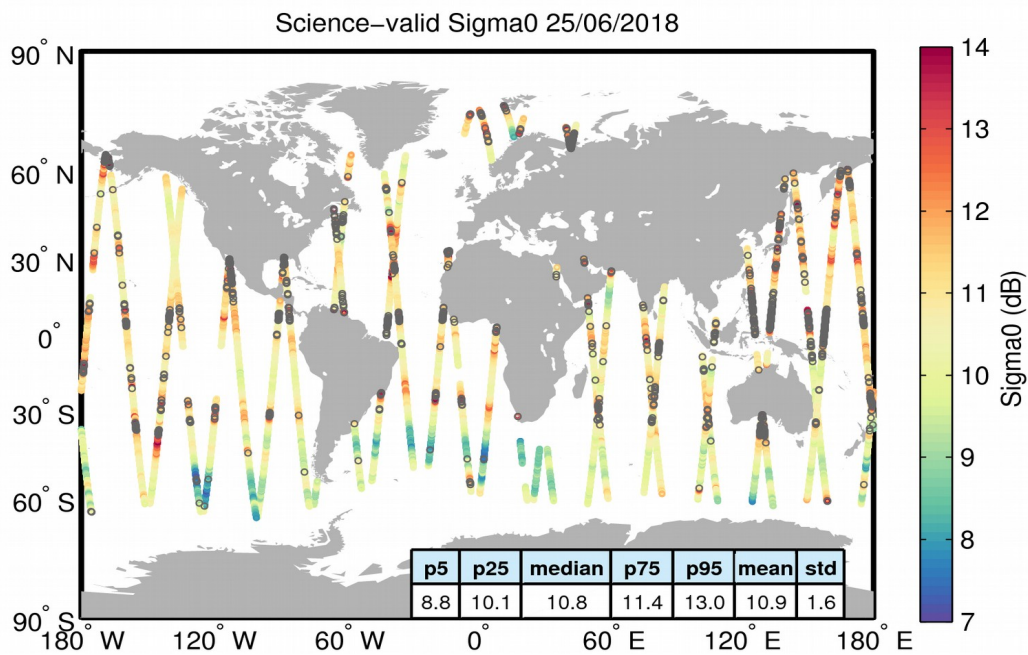 Science-valid Sigma0 25/06/2018
90° N
60° N
30° N
0°
30° S
60° S
90° S
180° W
120° W
60° W
0°
60° E
120° E
180° E
14
13
12
11
10
9
8
7
Sigma0 (dB)
p5 p25 median p75 p95 mean std
8.8 10.1 10.8 11.4 13.0 10.9 1.6